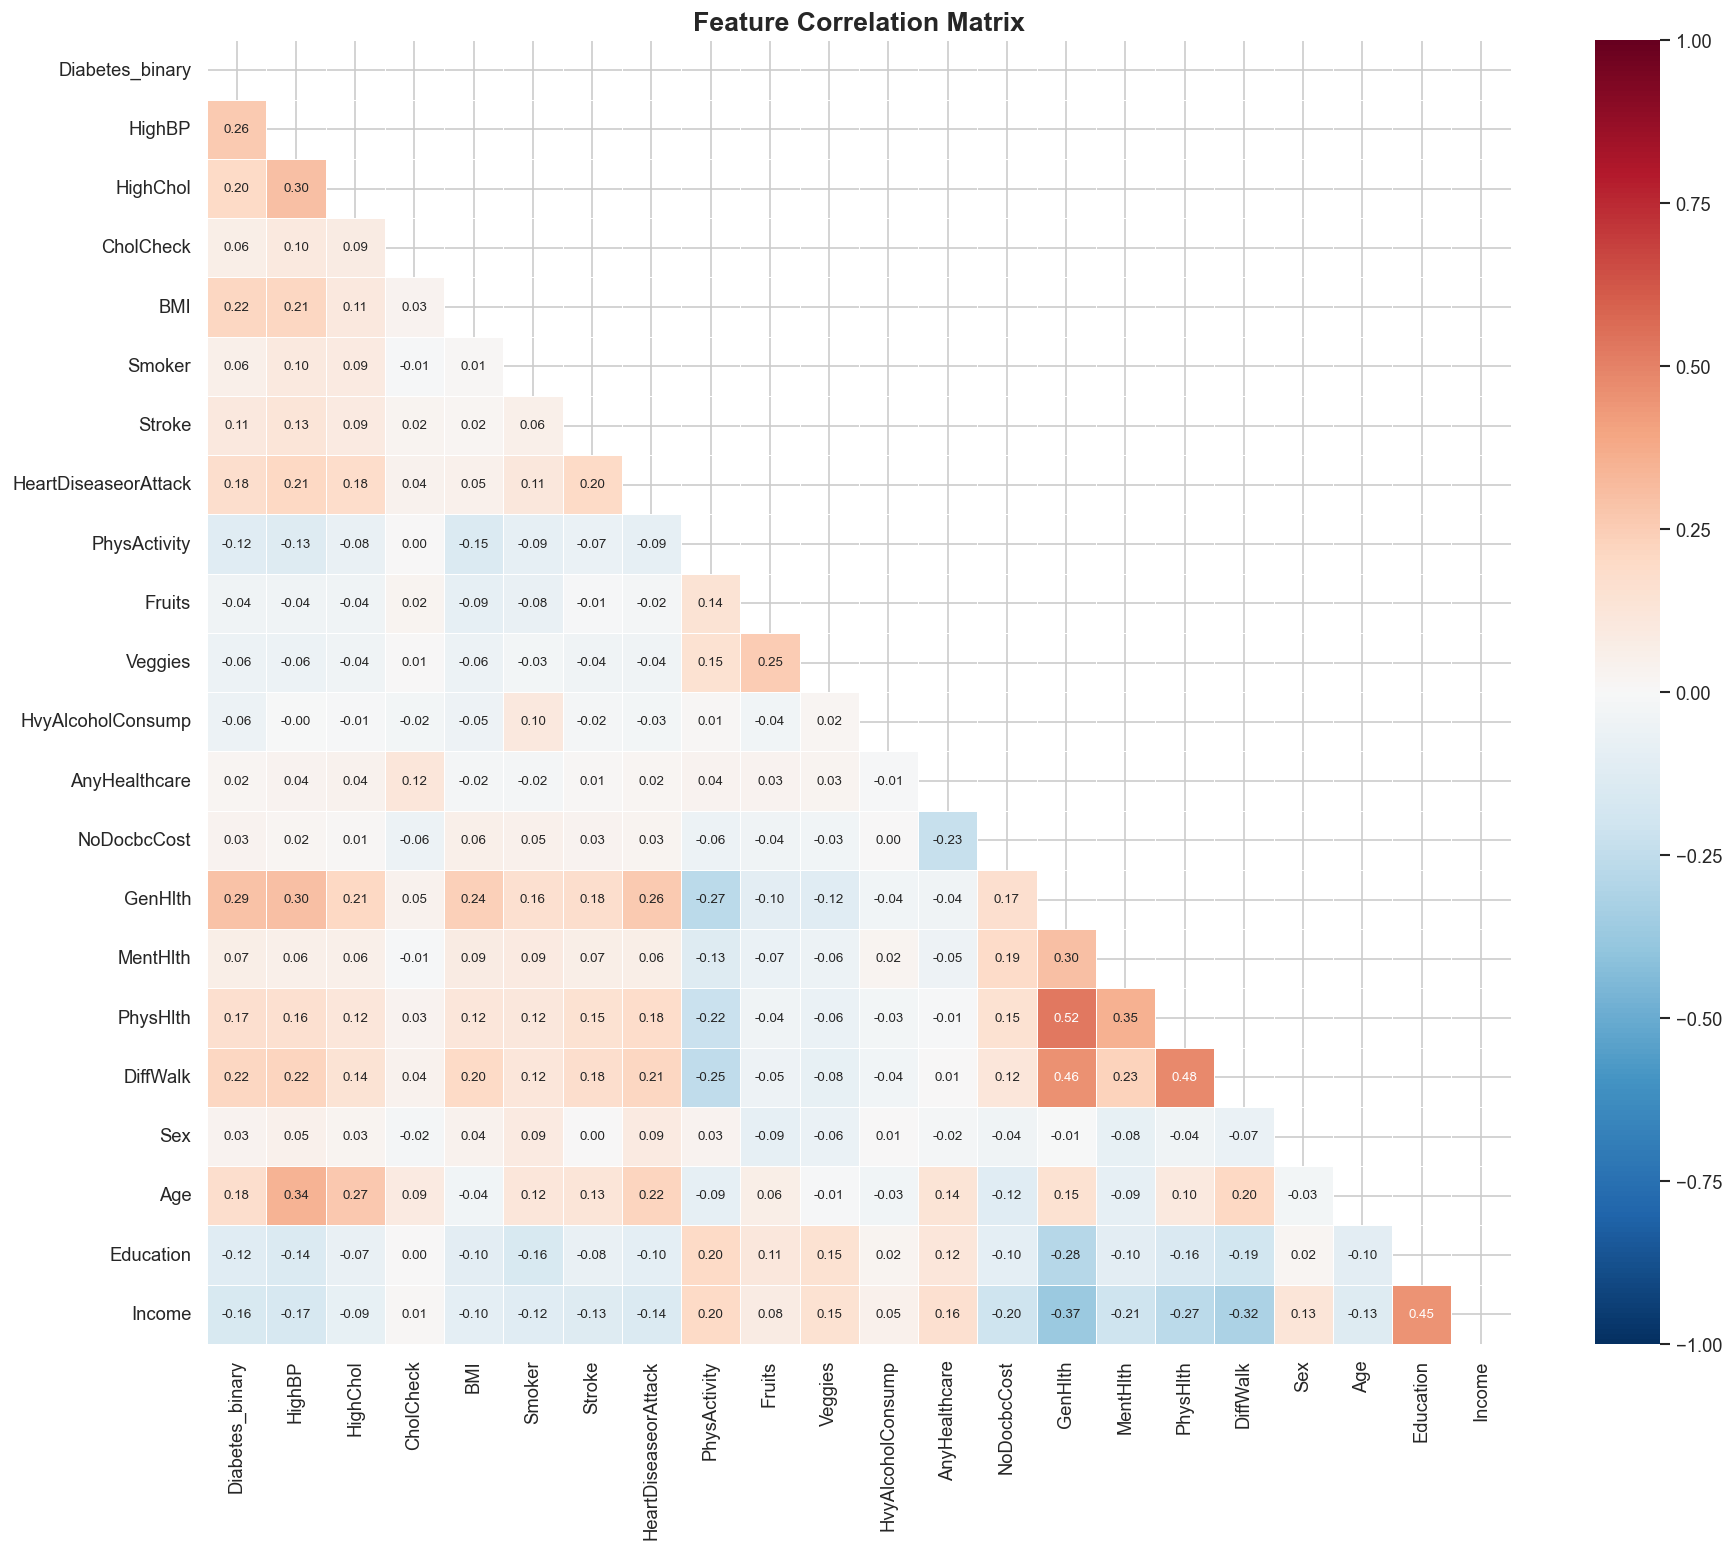 Feature Correlation Matrix
Diabetes_binary
HighBP 0.26
HighChol 0.20 0.30
CholCheck 0.06 0.10 0.09
BMI 0.22 0.21 0.11 0.03
Smoker 0.06 0.10 0.09 -0.01 0.01
Stroke 0.11 0.13 0.09 0.02 0.02 0.06
HeartDiseaseorAttack 0.18 0.21 0.18 0.04 0.05 0.11 0.20
PhysActivity -0.12 -0.13 -0.08 0.00 -0.15 -0.09 -0.07 -0.09
Fruits -0.04 -0.04 -0.04 0.02 -0.09 -0.08 -0.01 -0.02 0.14
Veggies -0.06 -0.06 -0.04 0.01 -0.06 -0.03 -0.04 -0.04 0.15 0.25
HvyAlcoholConsump -0.06 -0.00 -0.01 -0.02 -0.05 0.10 -0.02 -0.03 0.01 -0.04 0.02
AnyHealthcare 0.02 0.04 0.04 0.12 -0.02 -0.02 0.01 0.02 0.04 0.03 0.03 -0.01
NoDocbcCost 0.03 0.02 0.01 -0.06 0.06 0.05 0.03 0.03 -0.06 -0.04 -0.03 0.00 -0.23
GenHlth 0.29 0.30 0.21 0.05 0.24 0.16 0.18 0.26 -0.27 -0.10 -0.12 -0.04 -0.04 0.17
MentHlth 0.07 0.06 0.06 -0.01 0.09 0.09 0.07 0.06 -0.13 -0.07 -0.06 0.02 -0.05 0.19 0.30
PhysHlth 0.17 0.16 0.12 0.03 0.12 0.12 0.15 0.18 -0.22 -0.04 -0.06 -0.03 -0.01 0.15 0.52 0.35
DiffWalk 0.22 0.22 0.14 0.04 0.20 0.12 0.18 0.21 -0.25 -0.05 -0.08 -0.04 0.01 0.12 0.46 0.23 0.48
Sex 0.03 0.05 0.03 -0.02 0.04 0.09 0.00 0.09 0.03 -0.09 -0.06 0.01 -0.02 -0.04 -0.01 -0.08 -0.04 -0.07
Age 0.18 0.34 0.27 0.09 -0.04 0.12 0.13 0.22 -0.09 0.06 -0.01 -0.03 0.14 -0.12 0.15 -0.09 0.10 0.20 -0.03
Education -0.12 -0.14 -0.07 0.00 -0.10 -0.16 -0.08 -0.10 0.20 0.11 0.15 0.02 0.12 -0.10 -0.28 -0.10 -0.16 -0.19 0.02 -0.10
Income -0.16 -0.17 -0.09 0.01 -0.10 -0.12 -0.13 -0.14 0.20 0.08 0.15 0.05 0.16 -0.20 -0.37 -0.21 -0.27 -0.32 0.13 -0.13 0.45
Diabetes_binary
HighBP
HighChol
CholCheck
BMI
Smoker
Stroke
HeartDiseaseorAttack
PhysActivity
Fruits
Veggies
HvyAlcoholConsump
AnyHealthcare
NoDocbcCost
GenHlth
MentHlth
PhysHlth
DiffWalk
Sex
Age
Education
Income
1.00
0.75
0.50
0.25
0.00
−0.25
−0.50
−0.75
−1.00